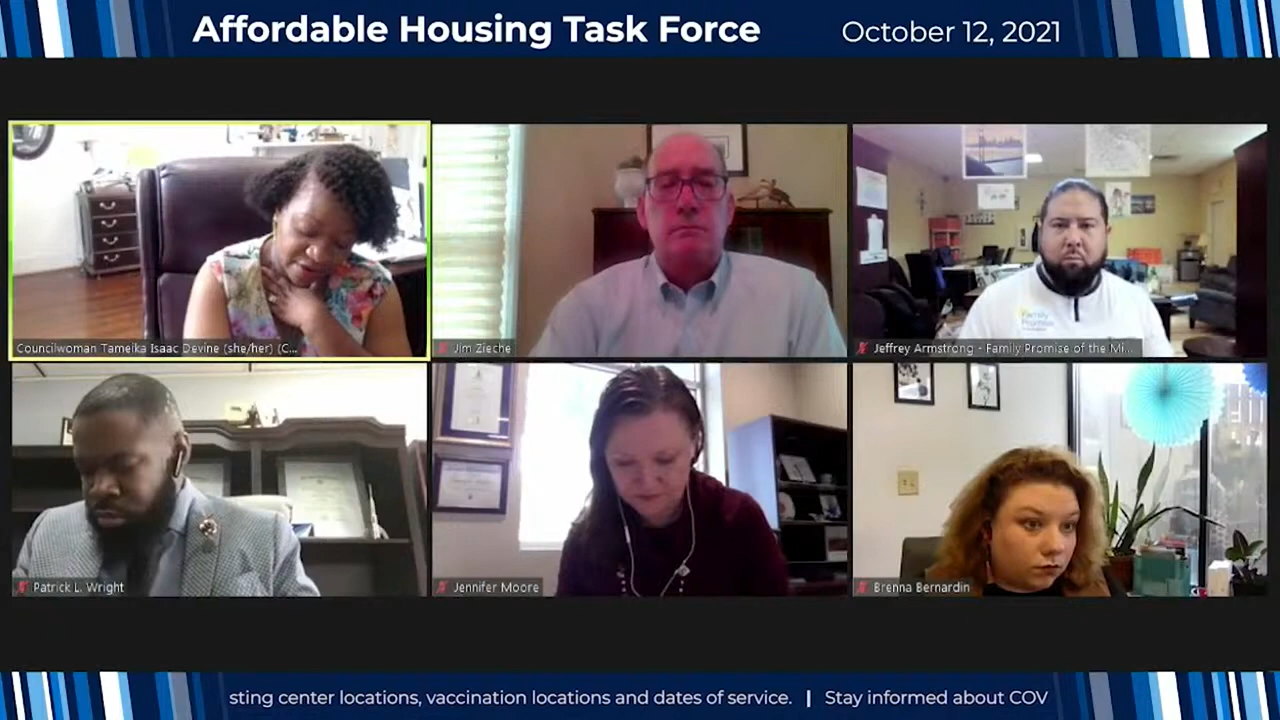 Affordable Housing Task Force
October 12, 2021
Councilwoman Tameika Isaac Devine (she/her) (C...
Jim Zieche
Family
Promise
Jeffrey Armstrong - Family Promise of the Mi...
Patrick L. Wright
Jennifer Moore
Brenna Bernardin
sting center locations, vaccination locations and dates of service. | Stay informed about COV